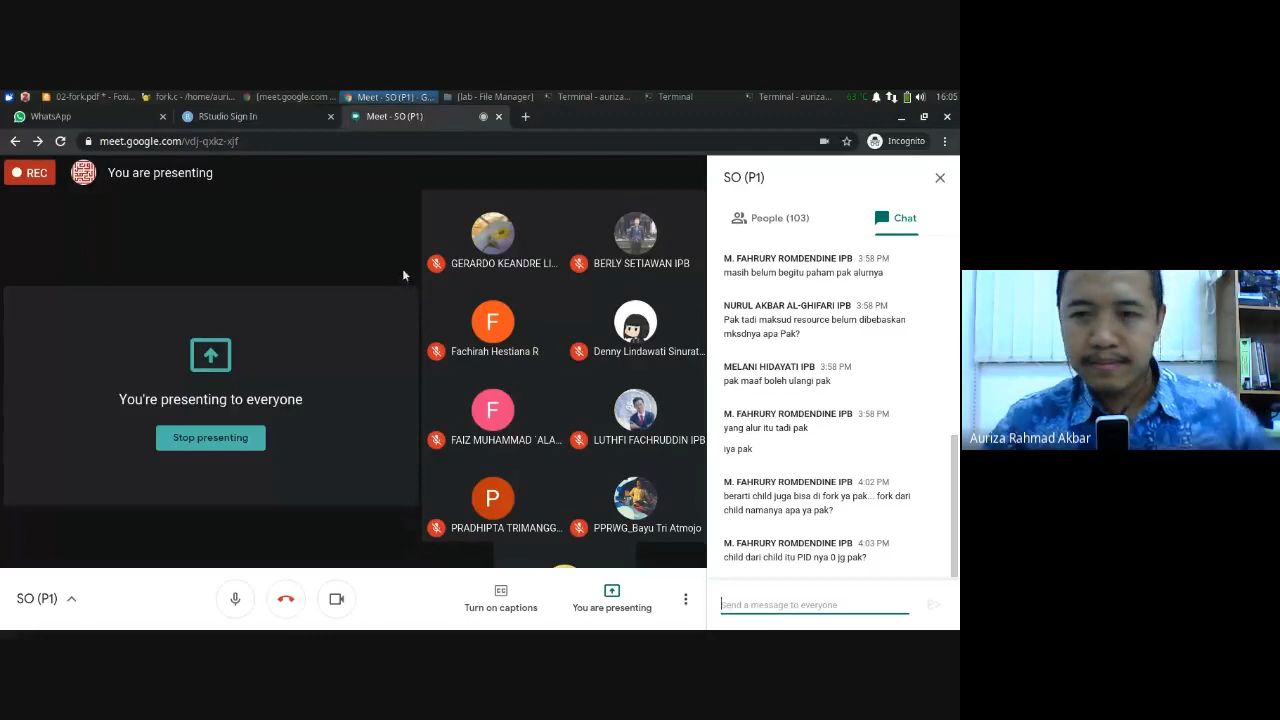 02-fork.pdf * - Foxi...
fork.c - /home/auri...
[meet.google.com ...
Meet - SO (P1) - G...
[lab - File Manager]
Terminal - auriza...
Terminal
Terminal - auriza...
63 °C
16:05
WhatsApp
RStudio Sign In
Meet - SO (P1)
meet.google.com/vdj-qxkz-xjf
Incognito
REC
You are presenting
SO (P1)
People (103)
Chat
GERARDO KEANDRE LI...
BERLY SETIAWAN IPB
F
Fachirah Hestiana R
Denny Lindawati Sinurat...
F
FAIZ MUHAMMAD `ALA...
LUTHFI FACHRUDDIN IPB
P
PRADHIPTA TRIMANGG...
PPRWG_Bayu Tri Atmojo
You're presenting to everyone
Stop presenting
M. FAHRURY ROMDENDINE IPB 3:58 PM
masih belum begitu paham pak alurnya
NURUL AKBAR AL-GHIFARI IPB 3:58 PM
Pak tadi maksud resource belum dibebaskan
mksdnya apa Pak?
MELANI HIDAYATI IPB 3:58 PM
pak maaf boleh ulangi pak
M. FAHRURY ROMDENDINE IPB 3:58 PM
yang alur itu tadi pak
iya pak
M. FAHRURY ROMDENDINE IPB 4:02 PM
berarti child juga bisa di fork ya pak... fork dari
child namanya apa ya pak?
M. FAHRURY ROMDENDINE IPB 4:03 PM
child dari child itu PID nya 0 jg pak?
Send a message to everyone
SO (P1)
Turn on captions
You are presenting
Auriza Rahmad Akbar